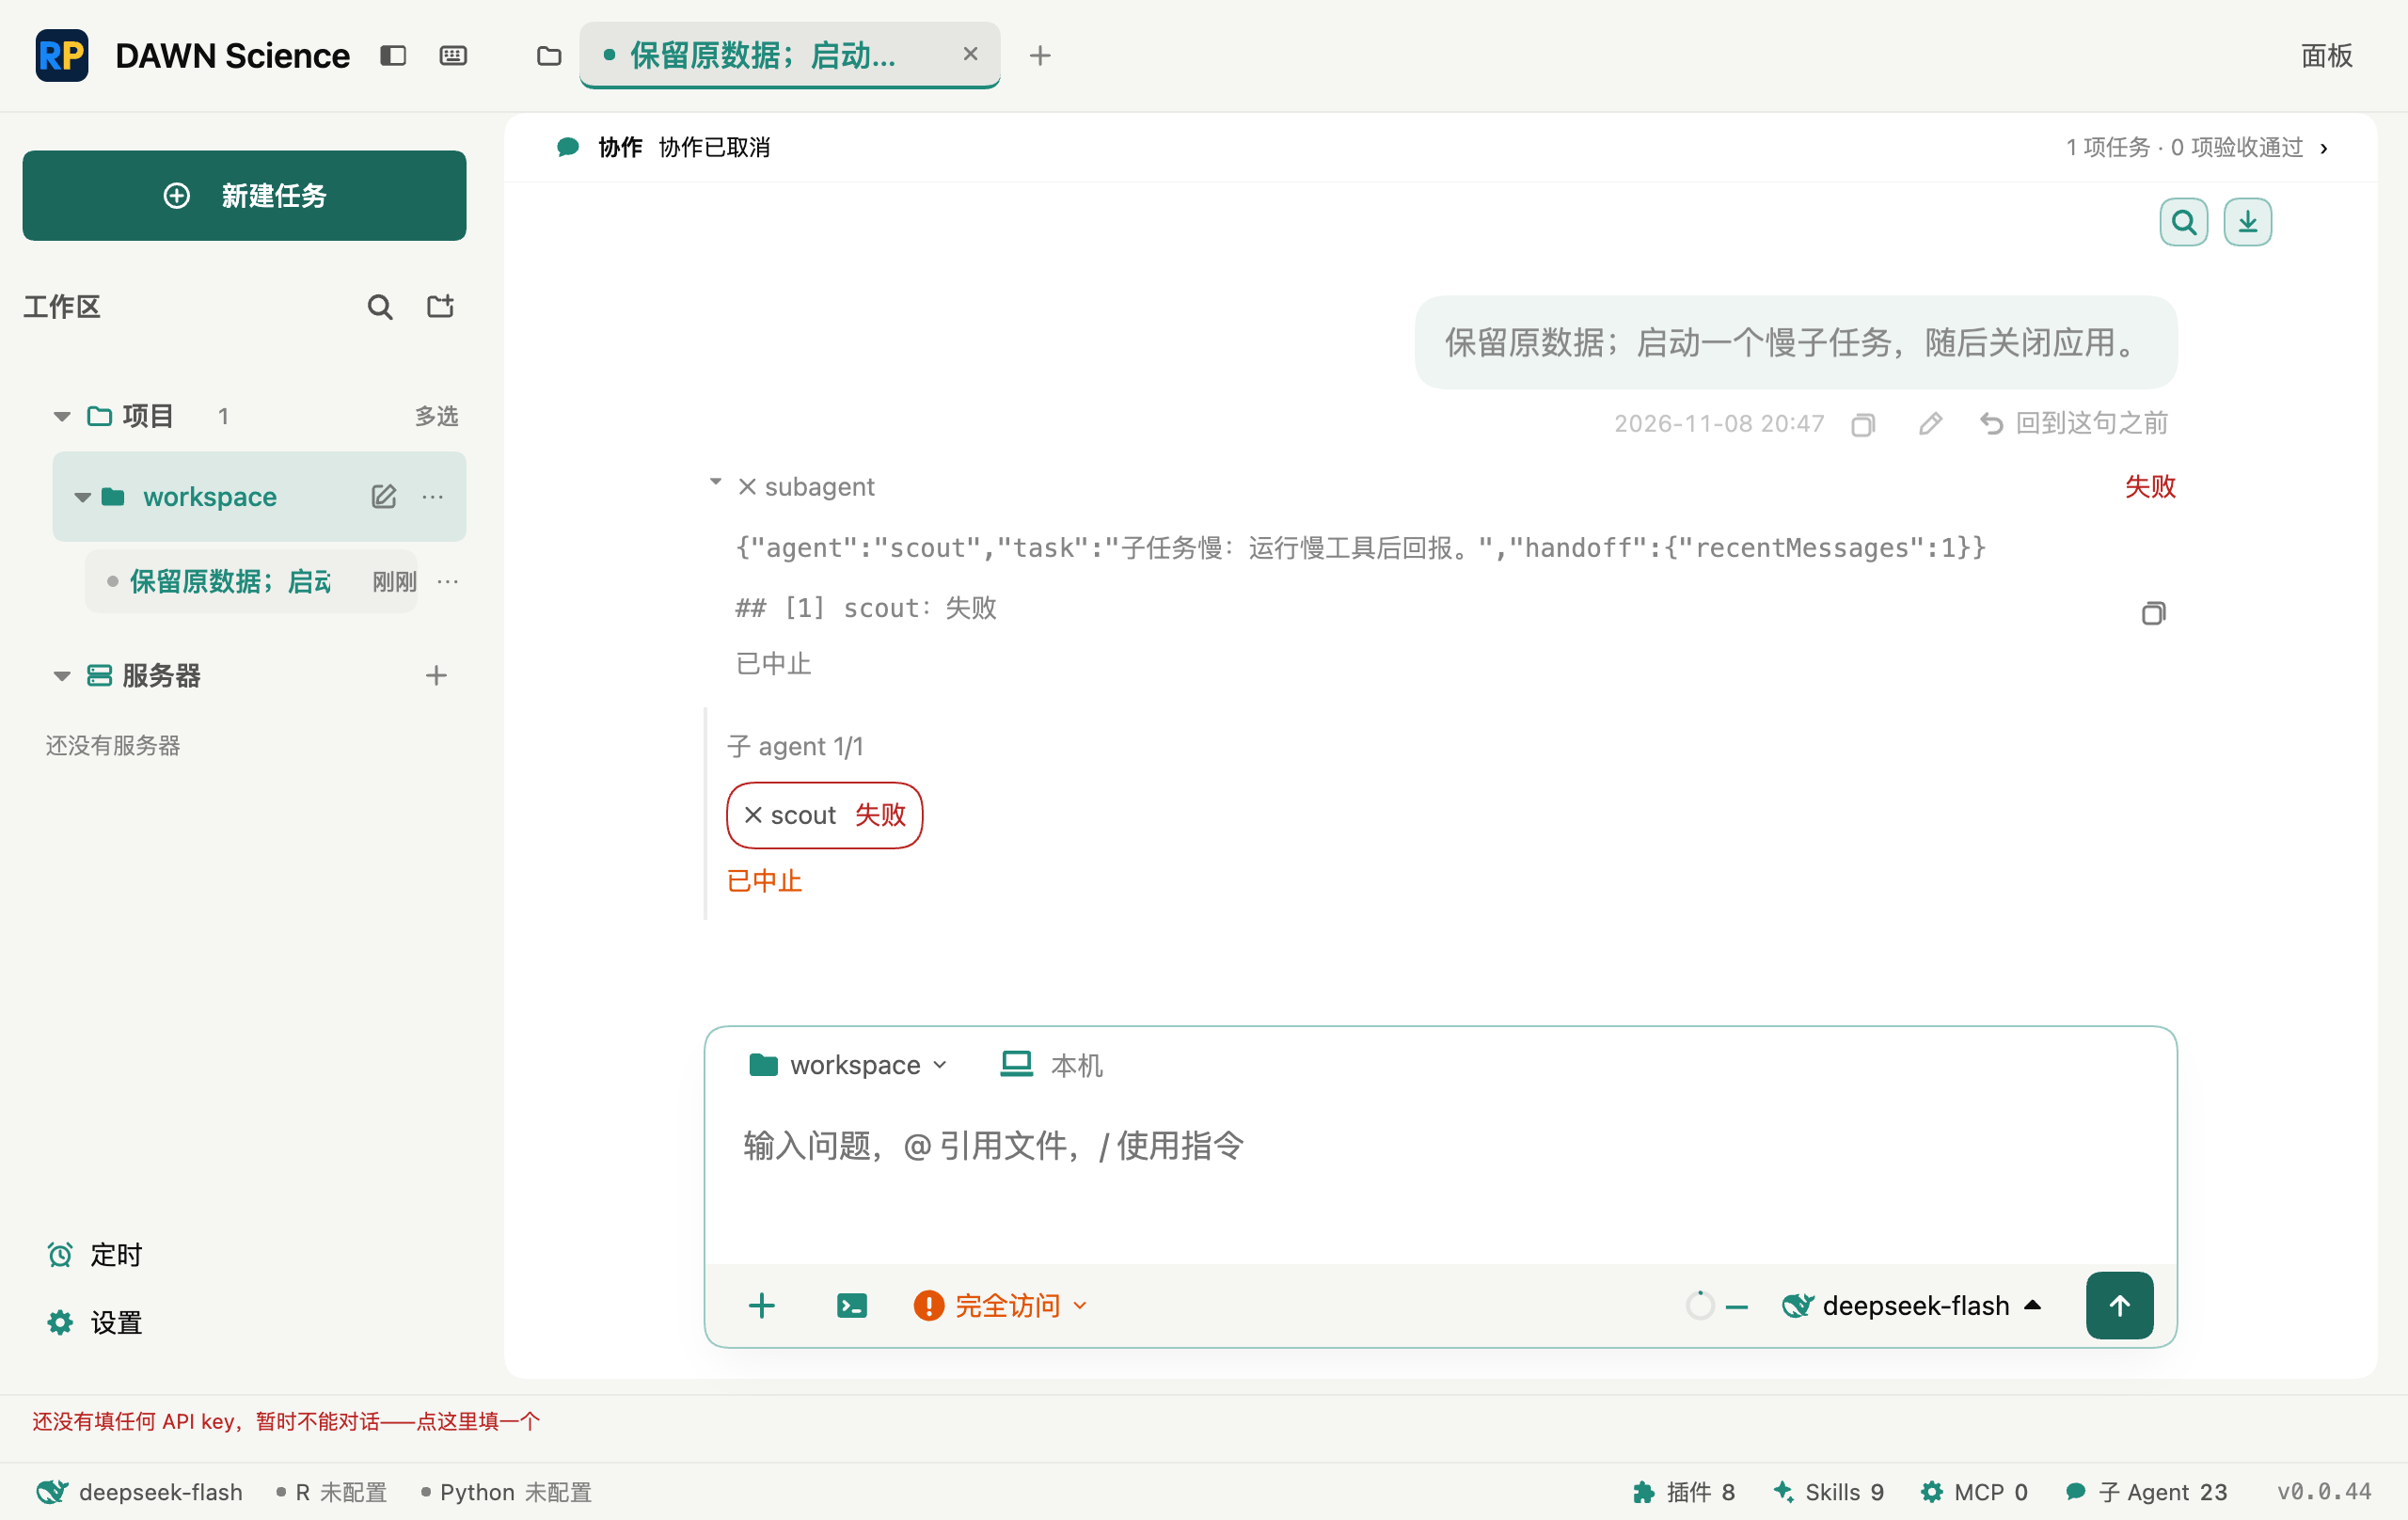 RP DAWN Science
保留原数据；启动...
面板
新建任务
协作 协作已取消
1 项任务 · 0 项验收通过
工作区
项目 1 多选
workspace
保留原数据；启动 刚刚
服务器
还没有服务器
定时
设置
保留原数据；启动一个慢子任务，随后关闭应用。
2026-11-08 20:47 回到这句之前
subagent 失败
{"agent":"scout","task":"子任务慢：运行慢工具后回报。","handoff":{"recentMessages":1}}
## [1] scout：失败
已中止
子 agent 1/1
scout 失败
已中止
workspace 本机
输入问题，@ 引用文件，/ 使用指令
完全访问
deepseek-flash
还没有填任何 API key，暂时不能对话——点这里填一个
deepseek-flash R 未配置 Python 未配置
插件 8 Skills 9 MCP 0 子 Agent 23 v0.0.44